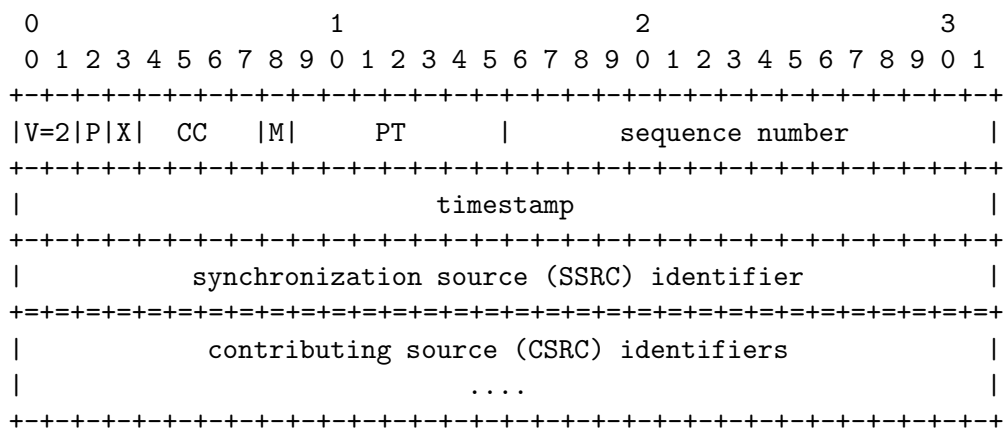 0                   1                   2                   3
0 1 2 3 4 5 6 7 8 9 0 1 2 3 4 5 6 7 8 9 0 1 2 3 4 5 6 7 8 9 0 1
+-+-+-+-+-+-+-+-+-+-+-+-+-+-+-+-+-+-+-+-+-+-+-+-+-+-+-+-+-+-+-+-+
|V=2|P|X|  CC   |M|     PT      |       sequence number         |
+-+-+-+-+-+-+-+-+-+-+-+-+-+-+-+-+-+-+-+-+-+-+-+-+-+-+-+-+-+-+-+-+
|                           timestamp                           |
+-+-+-+-+-+-+-+-+-+-+-+-+-+-+-+-+-+-+-+-+-+-+-+-+-+-+-+-+-+-+-+-+
|           synchronization source (SSRC) identifier            |
+=+=+=+=+=+=+=+=+=+=+=+=+=+=+=+=+=+=+=+=+=+=+=+=+=+=+=+=+=+=+=+=+
|            contributing source (CSRC) identifiers             |
|                             ....                              |
+-+-+-+-+-+-+-+-+-+-+-+-+-+-+-+-+-+-+-+-+-+-+-+-+-+-+-+-+-+-+-+-+